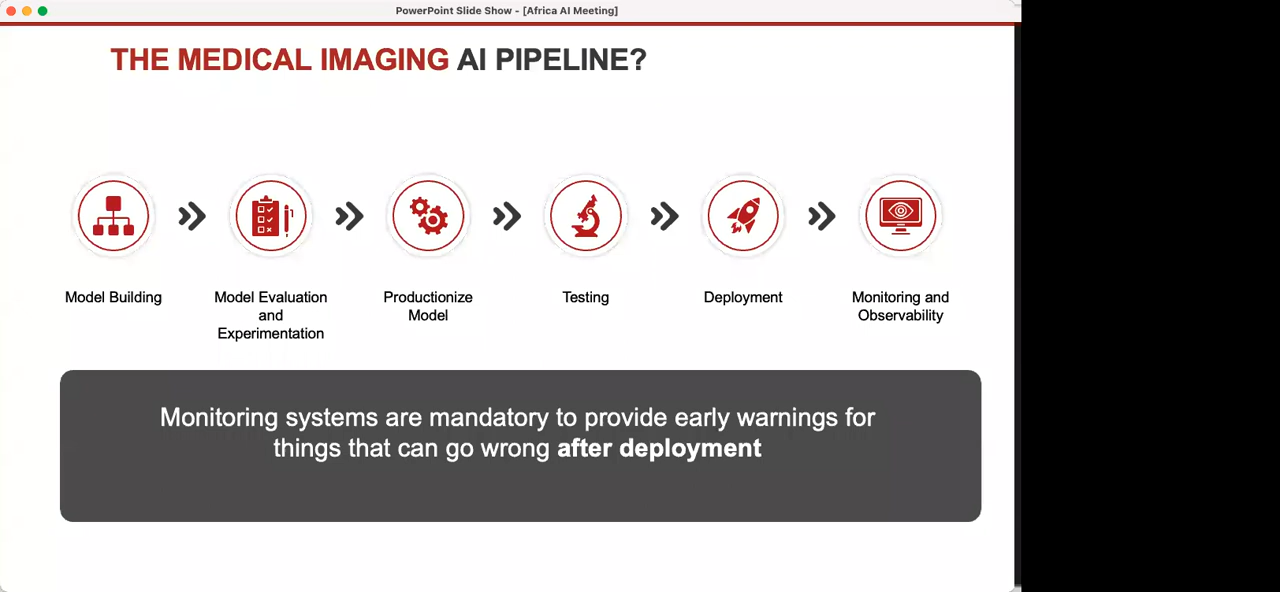 PowerPoint Slide Show - [Africa AI Meeting]
THE MEDICAL IMAGING AI PIPELINE?
Model Building
Model Evaluation
and
Experimentation
Productionize
Model
Testing
Deployment
Monitoring and
Observability
Monitoring systems are mandatory to provide early warnings for
things that can go wrong after deployment